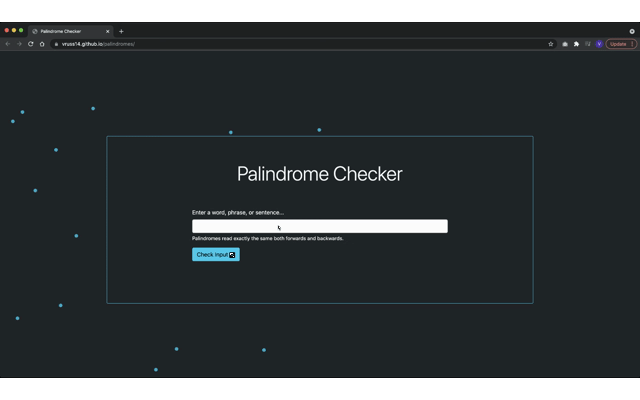 Palindrome Checker
vruss14.github.io/palindromes/
V
Update
Palindrome Checker
Enter a word, phrase, or sentence...
Palindromes read exactly the same both forwards and backwards.
Check Input